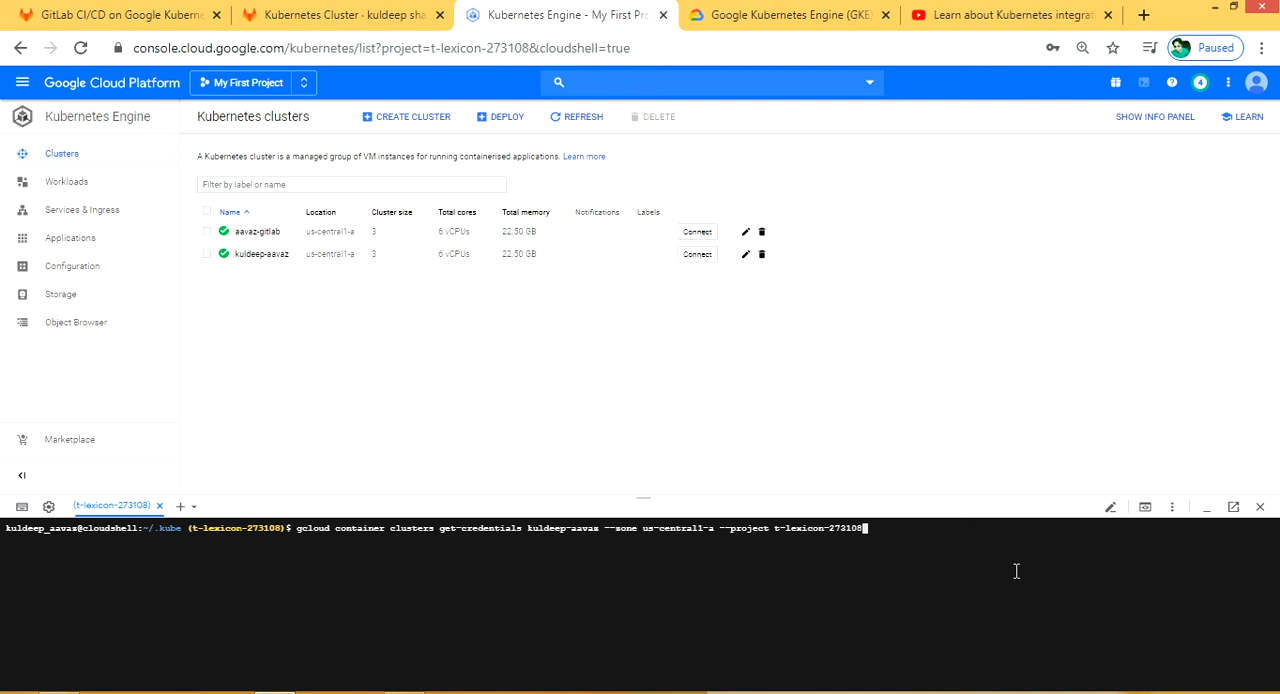 GitLab CI/CD on Google Kuberne
Kubernetes Cluster · kuldeep sha
Kubernetes Engine - My First Pro
Google Kubernetes Engine (GKE)
Learn about Kubernetes integrat
console.cloud.google.com/kubernetes/list?project=t-lexicon-273108&cloudshell=true
Paused
Google Cloud Platform
My First Project
4
Kubernetes Engine
Kubernetes clusters
CREATE CLUSTER
DEPLOY
REFRESH
DELETE
SHOW INFO PANEL
LEARN
Clusters
Workloads
Services & Ingress
Applications
Configuration
Storage
Object Browser
Marketplace
A Kubernetes cluster is a managed group of VM instances for running containerised applications. Learn more
Filter by label or name
Name Location Cluster size Total cores Total memory Notifications Labels
aavaz-gitlab us-central1-a 3 6 vCPUs 22.50 GB Connect
kuldeep-aavaz us-central1-a 3 6 vCPUs 22.50 GB Connect
(t-lexicon-273108)
kuldeep_aavaz@cloudshell:~/.kube (t-lexicon-273108)$ gcloud container clusters get-credentials kuldeep-aavaz --zone us-central1-a --project t-lexicon-273108